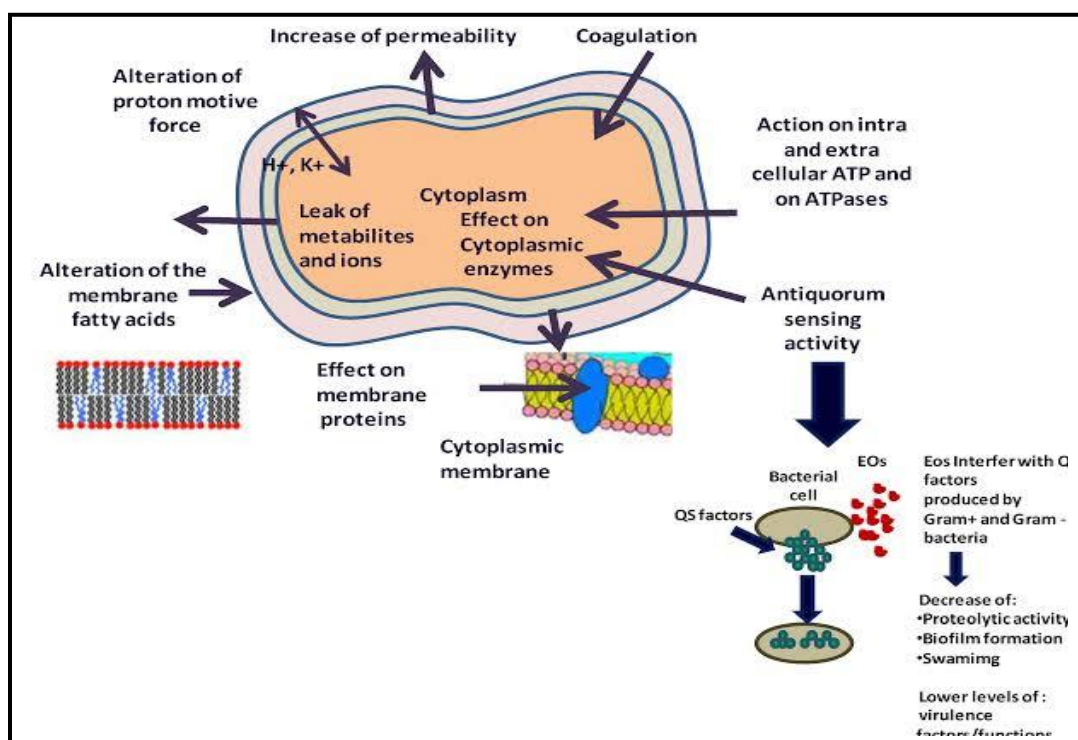 Increase of permeability
Coagulation
Alteration of
proton motive
force
H+, K+
Action on intra
and extra
cellular ATP and
on ATPases
Cytoplasm
Effect on
Cytoplasmic
enzymes
Leak of
metabilites
and ions
Alteration of the
membrane
fatty acids
Antiquorum
sensing
activity
Effect on
membrane
proteins
Cytoplasmic
membrane
EOs
Bacterial
cell
QS factors
Eos Interfer with Q
factors
produced by
Gram+ and Gram -
bacteria
Decrease of:
•Proteolytic activity
•Biofilm formation
•Swamimg
Lower levels of :
virulence
factors/functions